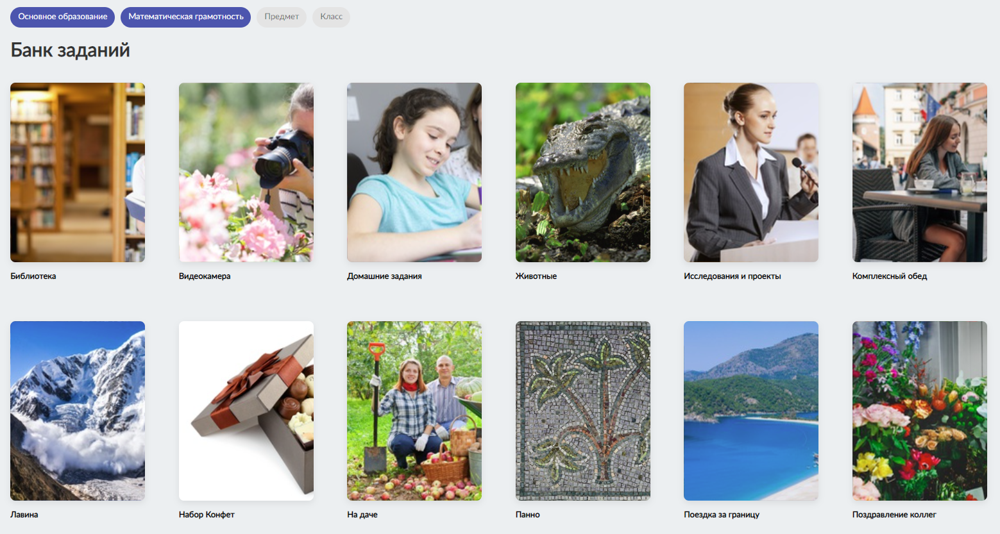 Основное образование Математическая грамотность Предмет Класс
Банк заданий
Библиотека Видеокамера Домашние задания Животные Исследования и проекты Комплексный обед
Лавина Набор Конфет На даче Панно Поездка за границу Поздравление коллег